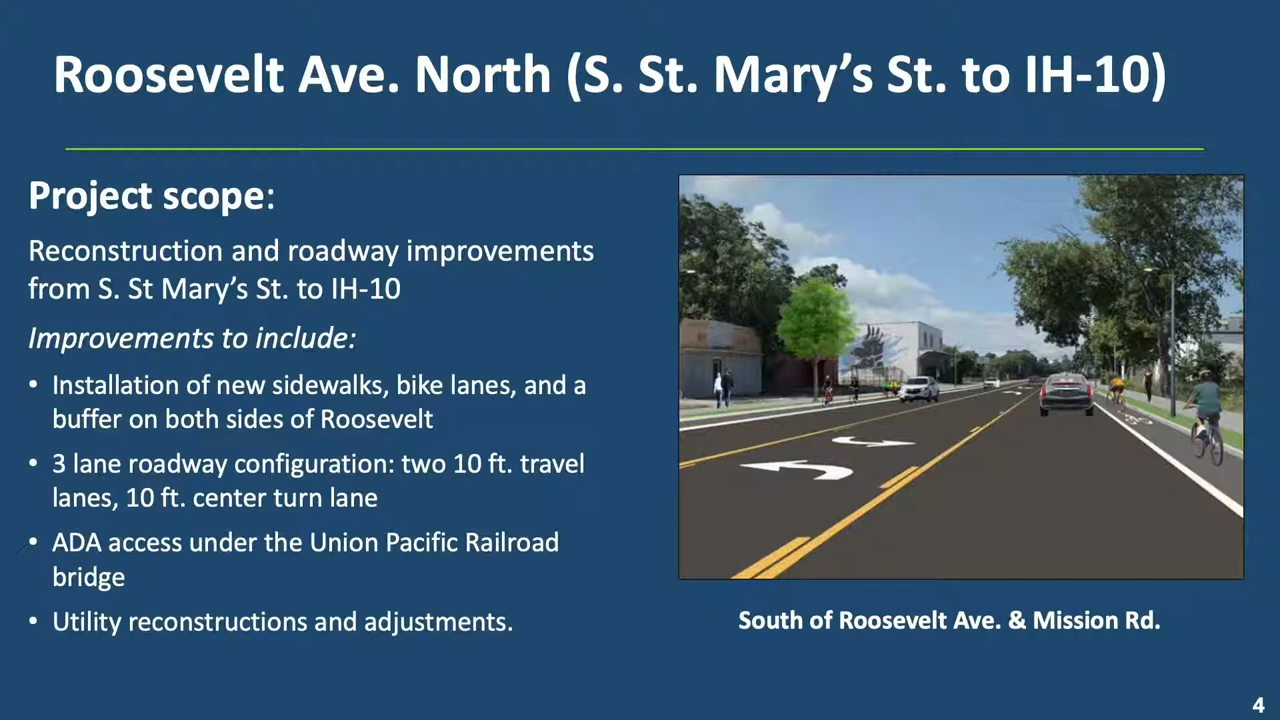 Roosevelt Ave. North (S. St. Mary’s St. to IH-10)
Project scope:
Reconstruction and roadway improvements
from S. St Mary’s St. to IH-10
Improvements to include:
• Installation of new sidewalks, bike lanes, and a
buffer on both sides of Roosevelt
• 3 lane roadway configuration: two 10 ft. travel
lanes, 10 ft. center turn lane
• ADA access under the Union Pacific Railroad
bridge
• Utility reconstructions and adjustments.
South of Roosevelt Ave. & Mission Rd.
4